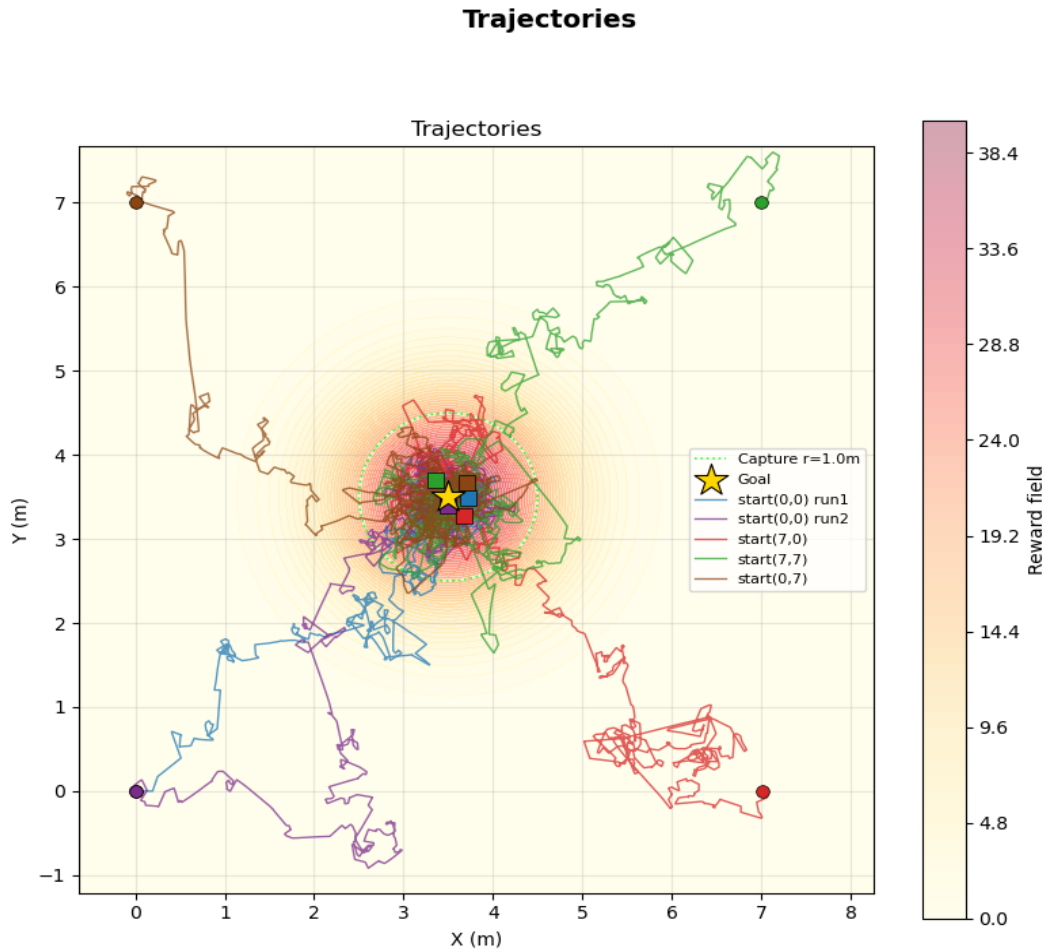 Trajectories
Trajectories
Y (m)
7
6
5
4
3
2
1
0
−1
0 1 2 3 4 5 6 7 8
X (m)
Capture r=1.0m
Goal
start(0,0) run1
start(0,0) run2
start(7,0)
start(7,7)
start(0,7)
38.4
33.6
28.8
24.0
19.2
14.4
9.6
4.8
0.0
Reward field